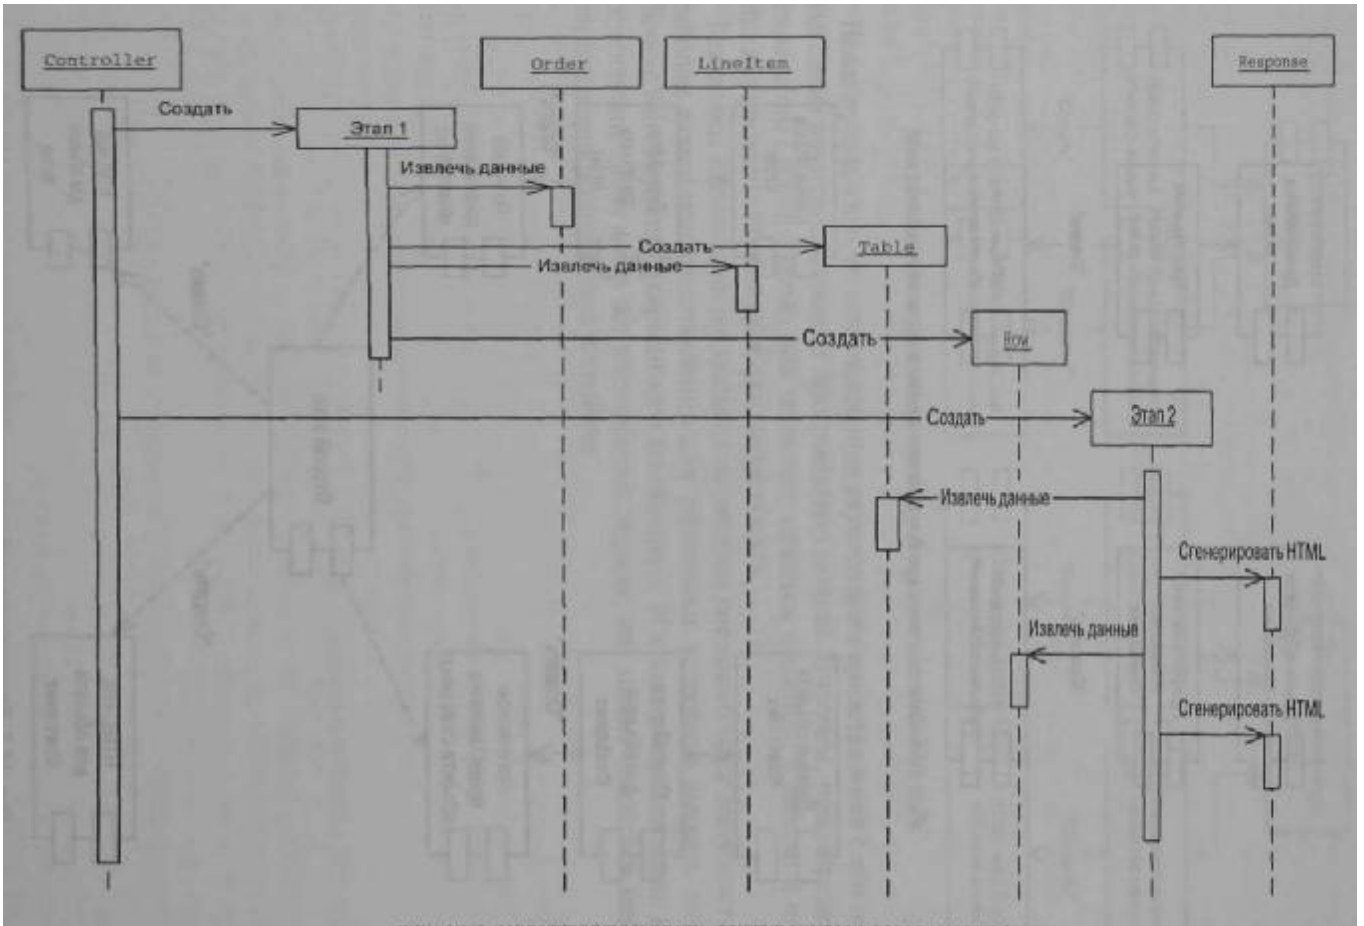 Controller
Order
LineItem
Response
Создать
Этап 1
Извлечь данные
Создать
Table
Извлечь данные
Создать
Row
Создать
Этап 2
Извлечь данные
Сгенерировать HTML
Извлечь данные
Сгенерировать HTML